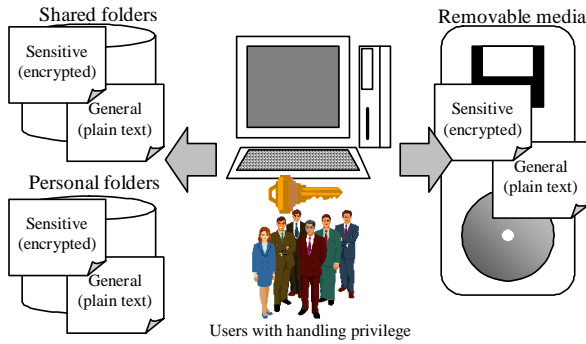 Shared folders
Sensitive
(encrypted)
General
(plain text)
Personal folders
Sensitive
(encrypted)
General
(plain text)
Users with handling privilege
Removable media
Sensitive
(encrypted)
General
(plain text)